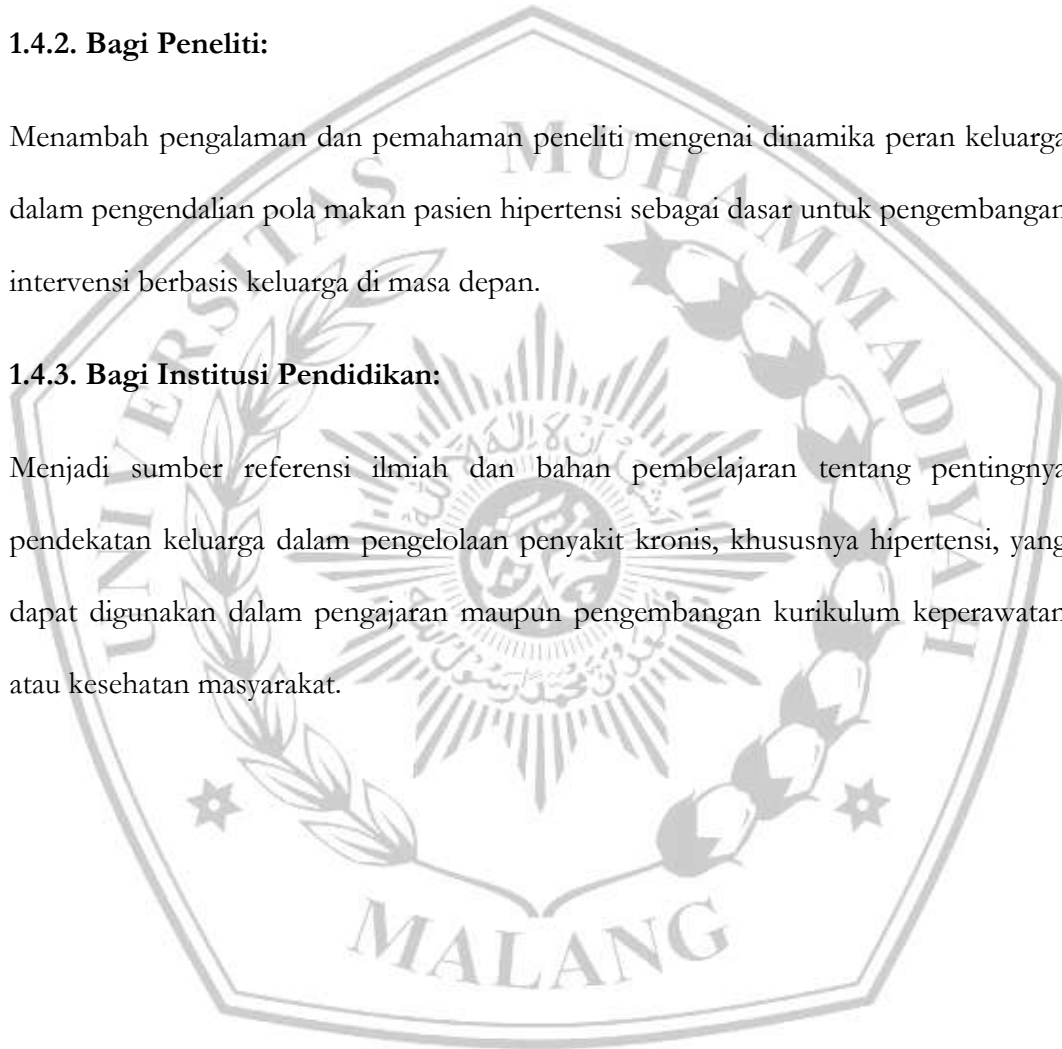 1.4.2. Bagi Peneliti:
Menambah pengalaman dan pemahaman peneliti mengenai dinamika peran keluarga
dalam pengendalian pola makan pasien hipertensi sebagai dasar untuk pengembangan
intervensi berbasis keluarga di masa depan.
1.4.3. Bagi Institusi Pendidikan:
Menjadi sumber referensi ilmiah dan bahan pembelajaran tentang pentingnya
pendekatan keluarga dalam pengelolaan penyakit kronis, khususnya hipertensi, yang
dapat digunakan dalam pengajaran maupun pengembangan kurikulum keperawatan
atau kesehatan masyarakat.
UNIVERSITAS MUHAMMADIYAH
MALANG